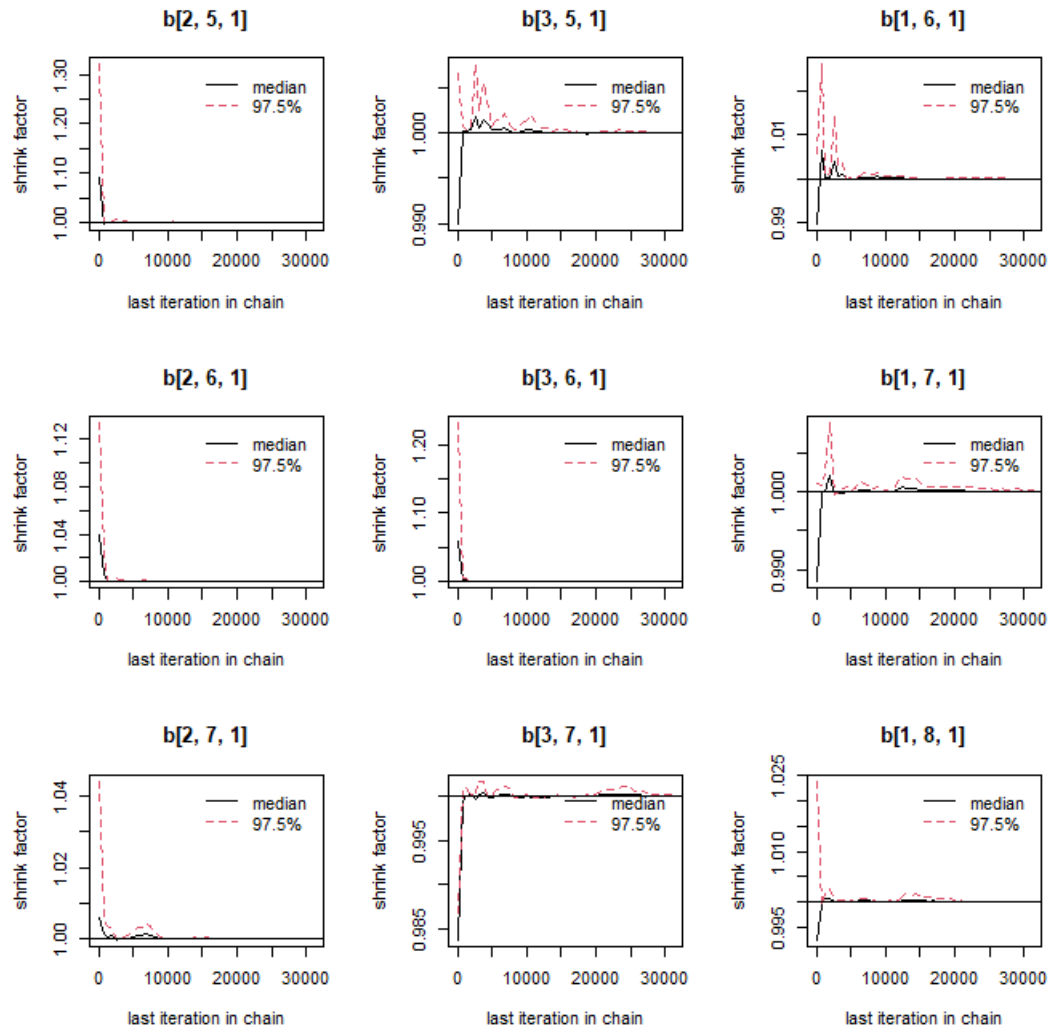 b[2, 5, 1]
shrink factor
1.00 1.10 1.20 1.30
median
97.5%
0 10000 20000 30000
last iteration in chain
b[3, 5, 1]
shrink factor
0.990 1.000
median
97.5%
0 10000 20000 30000
last iteration in chain
b[1, 6, 1]
shrink factor
0.99 1.01
median
97.5%
0 10000 20000 30000
last iteration in chain
b[2, 6, 1]
shrink factor
1.00 1.04 1.08 1.12
median
97.5%
0 10000 20000 30000
last iteration in chain
b[3, 6, 1]
shrink factor
1.00 1.10 1.20
median
97.5%
0 10000 20000 30000
last iteration in chain
b[1, 7, 1]
shrink factor
0.990 1.000
median
97.5%
0 10000 20000 30000
last iteration in chain
b[2, 7, 1]
shrink factor
1.00 1.02 1.04
median
97.5%
0 10000 20000 30000
last iteration in chain
b[3, 7, 1]
shrink factor
0.985 0.995
median
97.5%
0 10000 20000 30000
last iteration in chain
b[1, 8, 1]
shrink factor
0.995 1.010 1.025
median
97.5%
0 10000 20000 30000
last iteration in chain